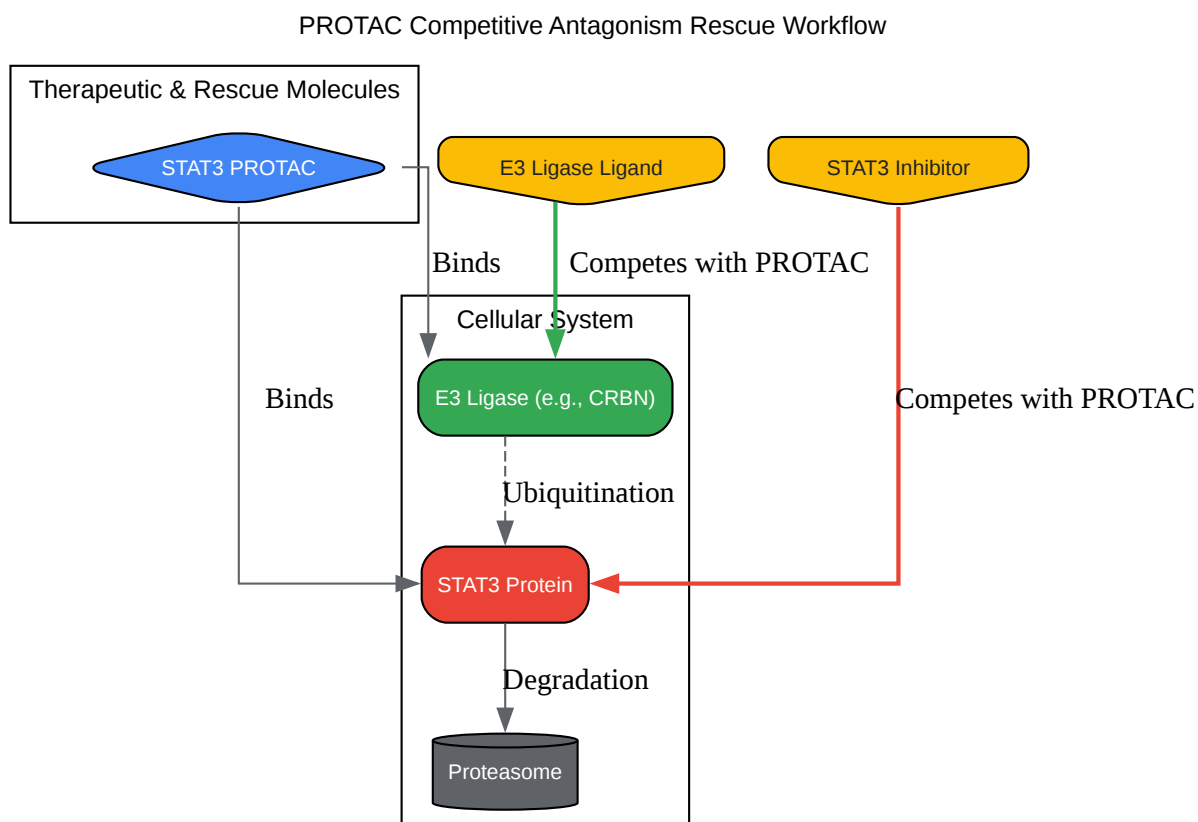 PROTAC Competitive Antagonism Rescue Workflow
Therapeutic & Rescue Molecules
STAT3 PROTAC
E3 Ligase Ligand
STAT3 Inhibitor
Binds
Competes with PROTAC
Cellular System
E3 Ligase (e.g., CRBN)
Binds
Competes with PROTAC
Ubiquitination
STAT3 Protein
Degradation
Proteasome